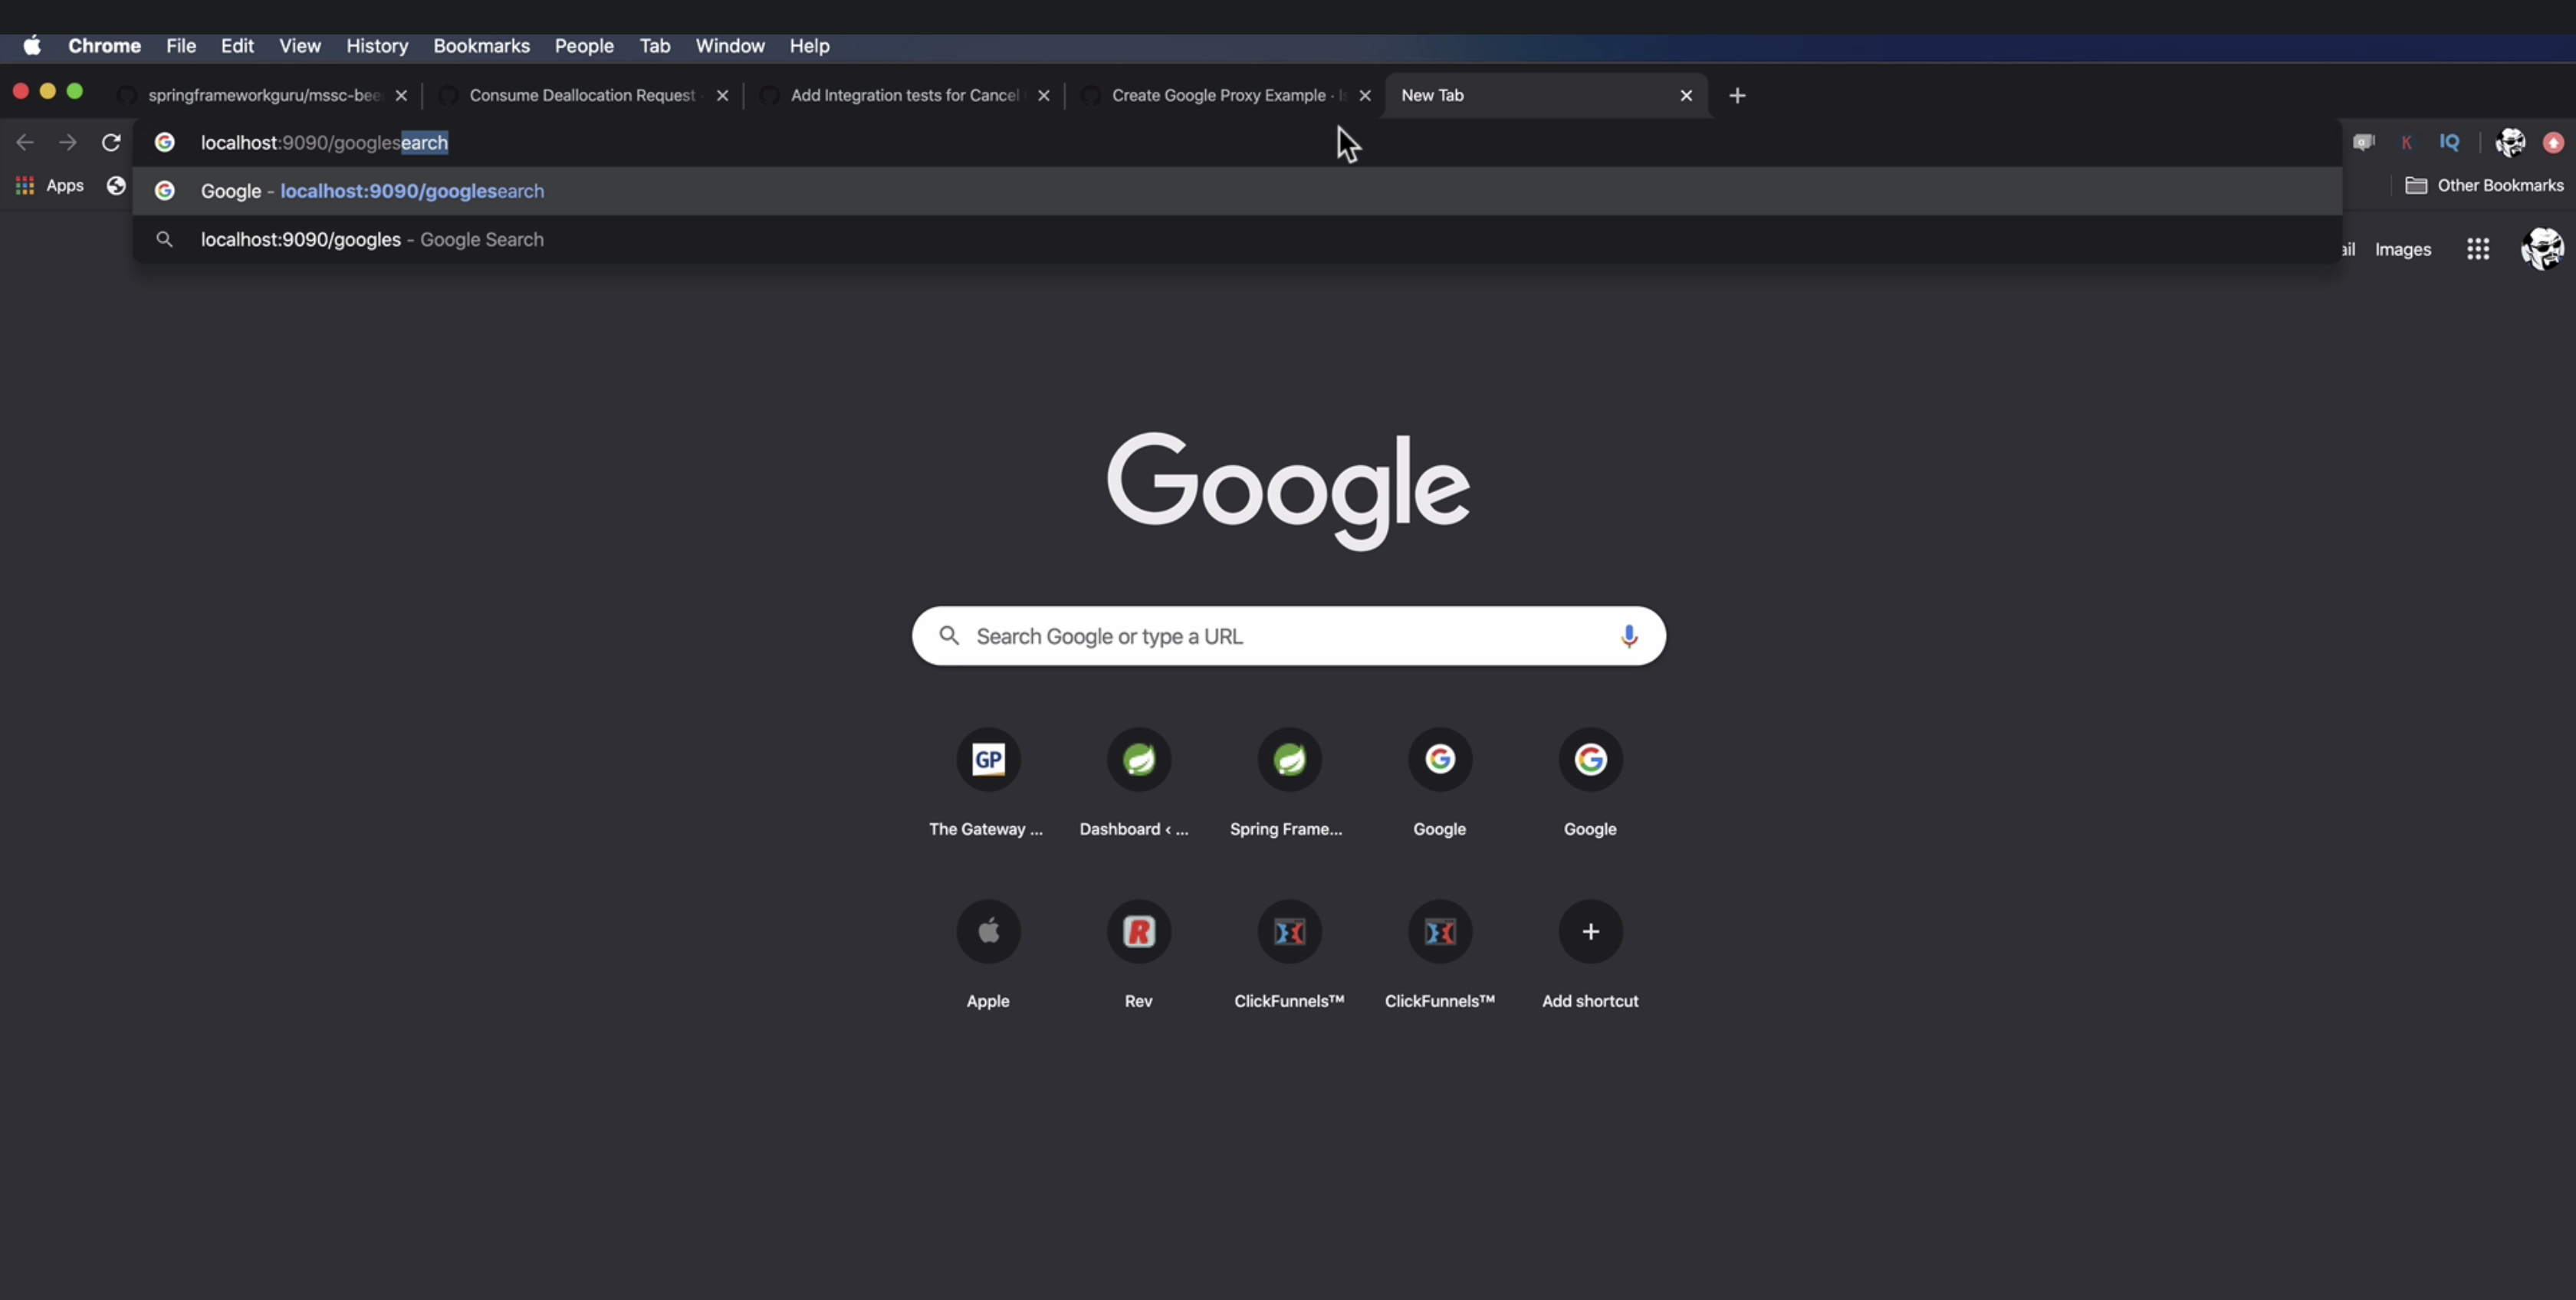 Chrome File Edit View History Bookmarks People Tab Window Help
springframeworkguru/mssc-bee Consume Deallocation Request Add Integration tests for Cancel Create Google Proxy Example · Is New Tab
localhost:9090/googlesearch
K IQ
Apps
Google - localhost:9090/googlesearch
Other Bookmarks
localhost:9090/googles - Google Search
ail Images
Google
Search Google or type a URL
GP
The Gateway ... Dashboard ‹ ... Spring Frame... Google Google
R
Apple Rev ClickFunnels™ ClickFunnels™ Add shortcut